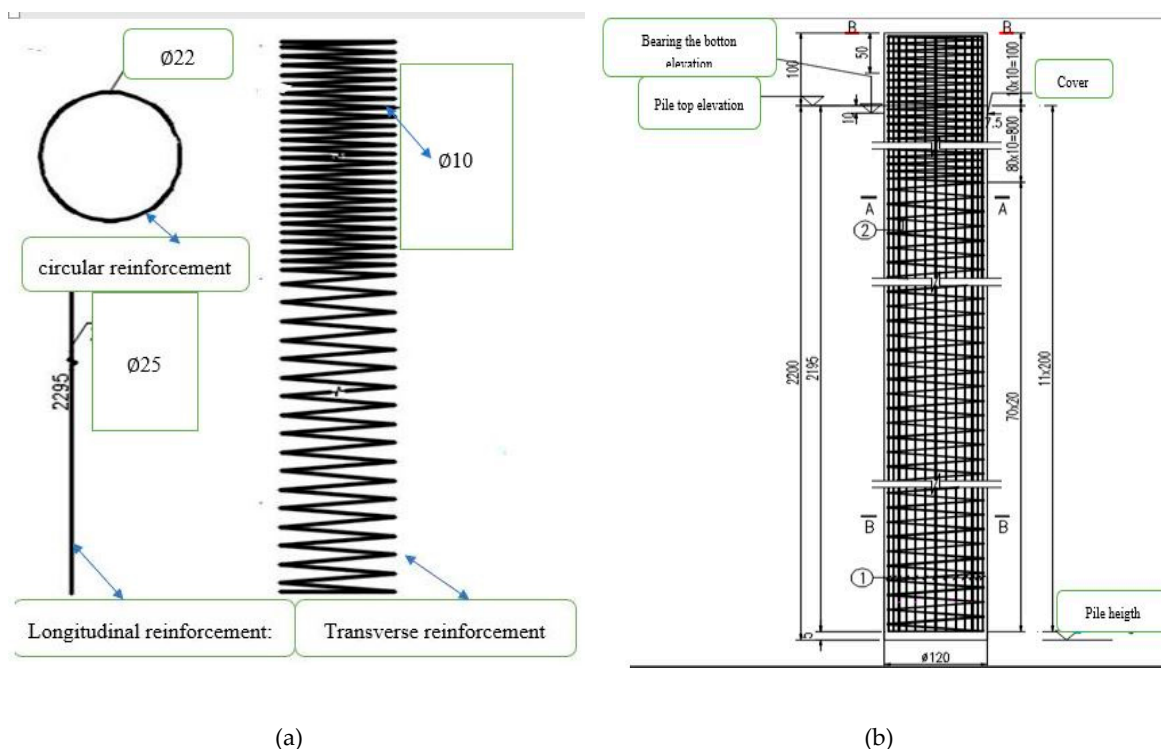 Ø22
Ø10
circular reinforcement
Ø25
2295
Longitudinal reinforcement:
Transverse reinforcement
(a)
B
B
Bearing the botton
elevation
50
100
10x10=100
Cover
Pile top elevation
10
7,5
80x10=800
A
A
2
2200
2195
70x20
11x200
B
B
1
Pile heigth
5
ø120
(b)